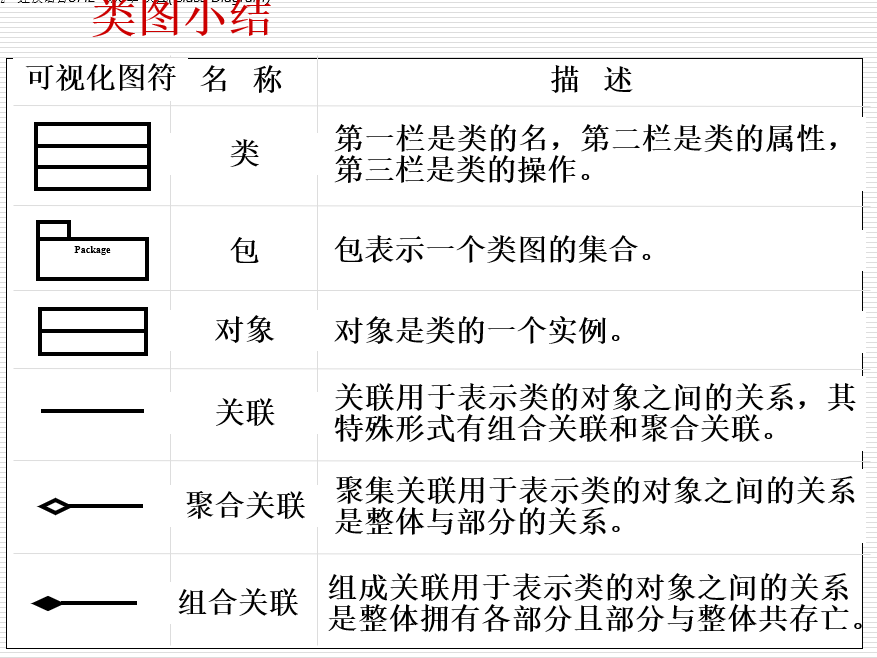 类图小结
可视化图符 名 称 描 述
类
第一栏是类的名，第二栏是类的属性，
第三栏是类的操作。
Package
包
包表示一个类图的集合。
对象
对象是类的一个实例。
关联
关联用于表示类的对象之间的关系，其
特殊形式有组合关联和聚合关联。
聚合关联
聚集关联用于表示类的对象之间的关系
是整体与部分的关系。
组合关联
组成关联用于表示类的对象之间的关系
是整体拥有各部分且部分与整体共存亡。